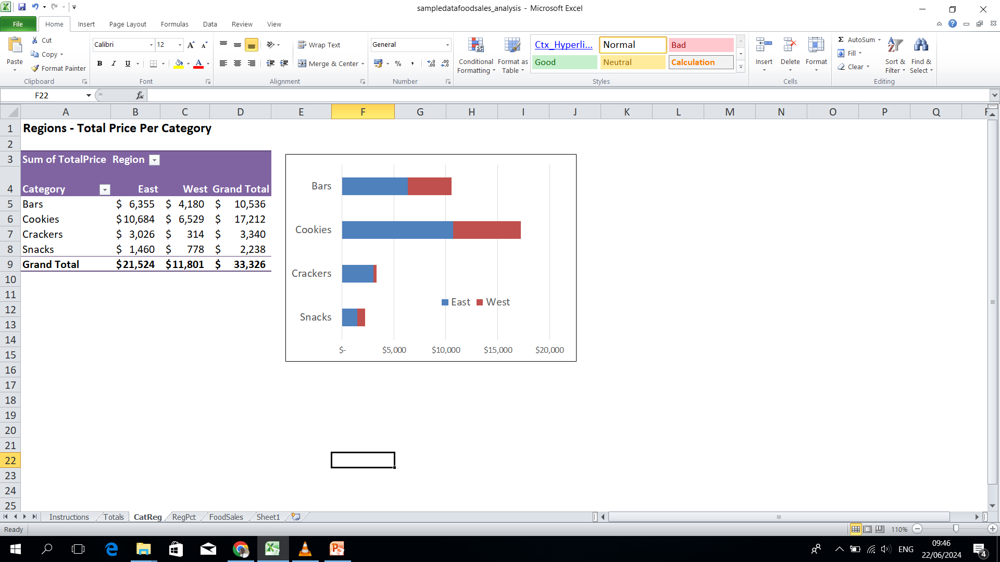 sampledatafoodsales_analysis - Microsoft Excel
File Home Insert Page Layout Formulas Data Review View
Paste Cut Copy Format Painter
Clipboard
Calibri 12
B I U A
Font
Wrap Text
Merge & Center
Alignment
General
% ,
Number
Conditional Formatting Format as Table
Ctx_Hyperli... Normal Bad
Good Neutral Calculation
Styles
Insert Delete Format
Cells
Σ AutoSum
Fill
Clear
Sort & Filter Find & Select
Editing
F22 fx
A B C D E F G H I J K L M N O P Q
1 Regions - Total Price Per Category
2
3 Sum of TotalPrice Region
4 Category East West Grand Total
5 Bars $ 6,355 $ 4,180 $ 10,536
6 Cookies $10,684 $ 6,529 $ 17,212
7 Crackers $ 3,026 $ 314 $ 3,340
8 Snacks $ 1,460 $ 778 $ 2,238
9 Grand Total $21,524 $11,801 $ 33,326
10
11
12
13
14
15
16
17
18
19
20
21
22
23
24
25
Bars
Cookies
Crackers
East West
Snacks
$- $5,000 $10,000 $15,000 $20,000
Instructions Totals CatReg RegPct FoodSales Sheet1
Ready 110%
ENG 09:46
22/06/2024 4